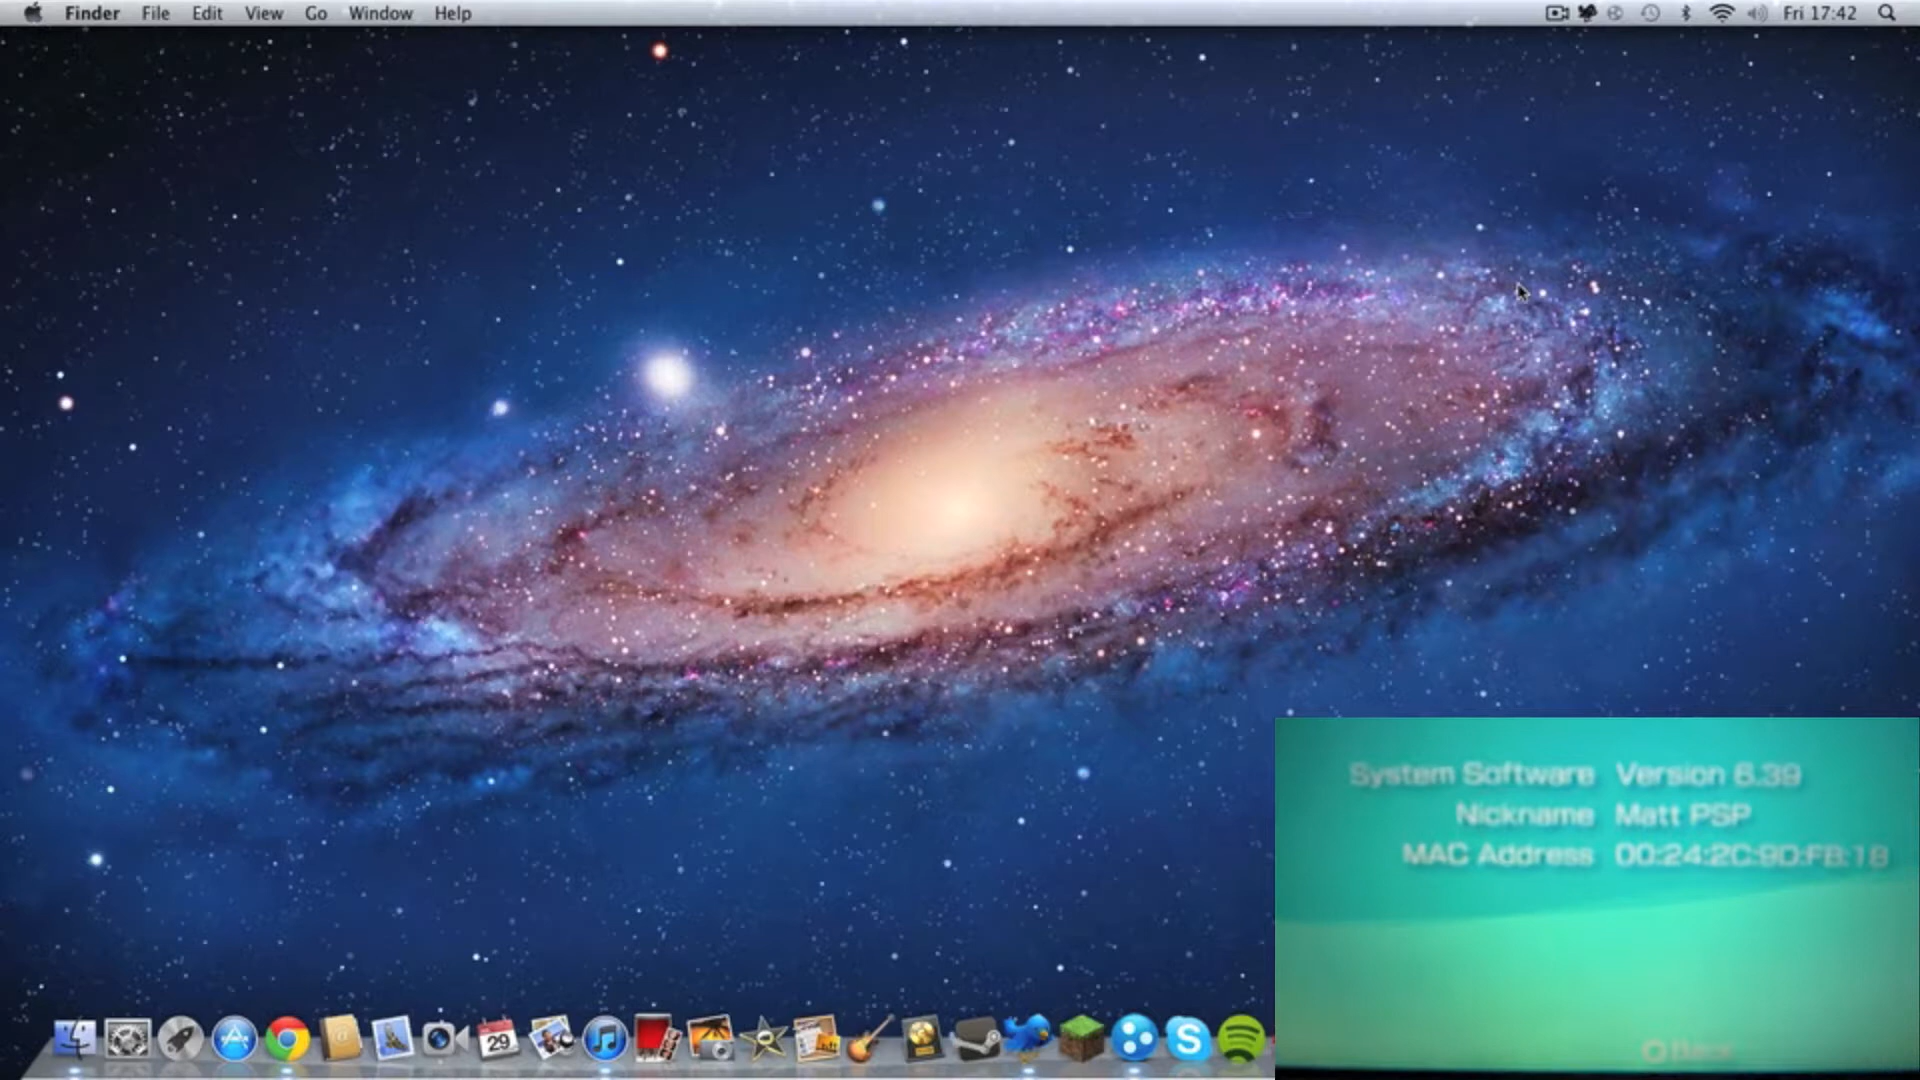 Finder File Edit View Go Window Help Fri 17:42
System Software Version 6.39
Nickname Matt PSP
MAC Address 00:24:2C:9D:FB:18
29
Back